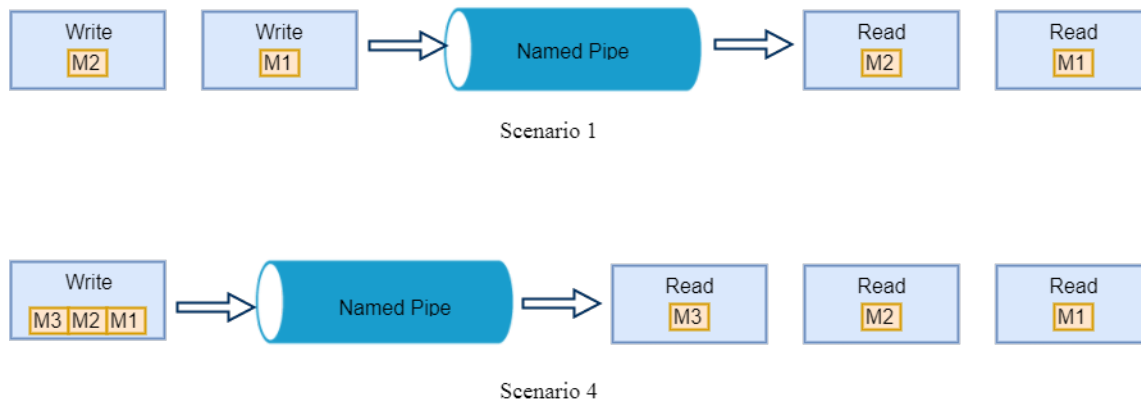 Write
M2
Write
M1
Named Pipe
Read
M2
Read
M1
Scenario 1
Write
M3 M2 M1
Named Pipe
Read
M3
Read
M2
Read
M1
Scenario 4